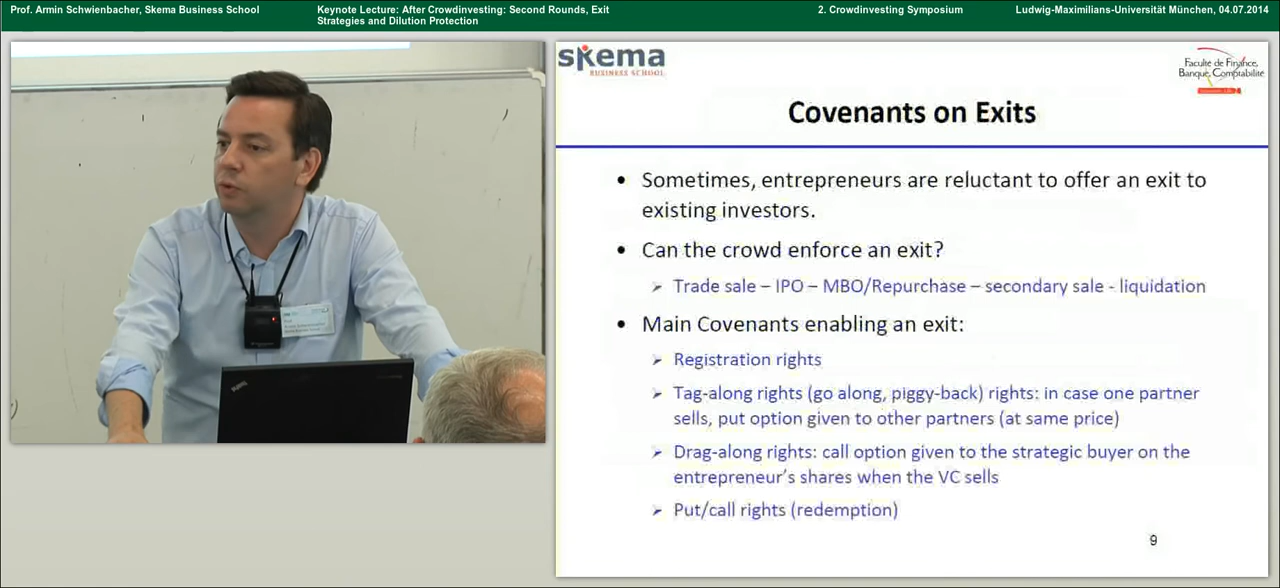 Prof. Armin Schwienbacher, Skema Business School
Keynote Lecture: After Crowdinvesting: Second Rounds, Exit
Strategies and Dilution Protection
2. Crowdinvesting Symposium
Ludwig-Maximilians-Universität München, 04.07.2014
skema
BUSINESS SCHOOL
Faculté de Finance,
Banque, Comptabilité
Covenants on Exits
• Sometimes, entrepreneurs are reluctant to offer an exit to
existing investors.
• Can the crowd enforce an exit?
➢ Trade sale – IPO – MBO/Repurchase – secondary sale - liquidation
• Main Covenants enabling an exit:
➢ Registration rights
➢ Tag-along rights (go along, piggy-back) rights: in case one partner
sells, put option given to other partners (at same price)
➢ Drag-along rights: call option given to the strategic buyer on the
entrepreneur's shares when the VC sells
➢ Put/call rights (redemption)
9